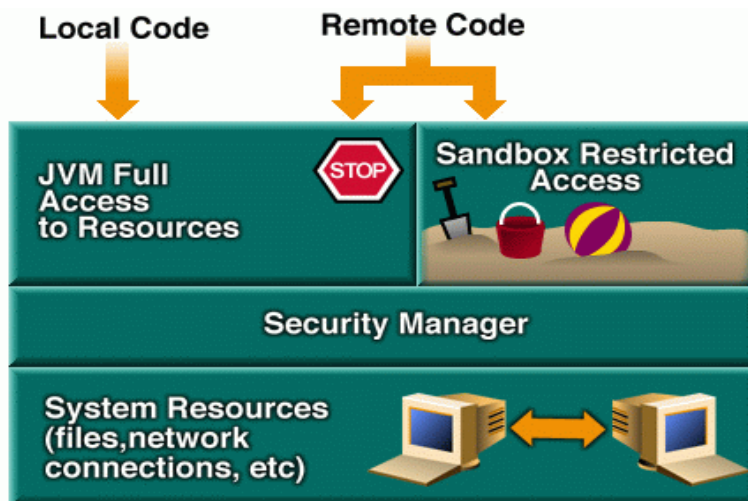 Local Code
Remote Code
JVM Full
Access
to Resources
STOP
Sandbox Restricted
Access
Security Manager
System Resources
(files,network
connections, etc)